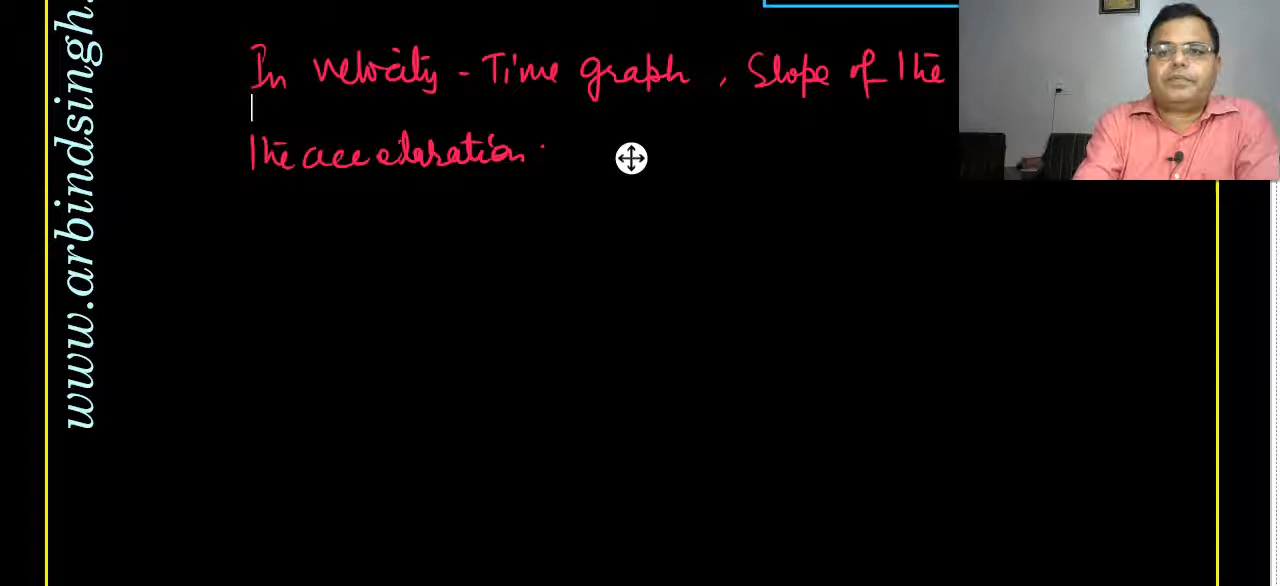 In velocity - Time graph, Slope of the
the acceleration.
www.arbindsingh.